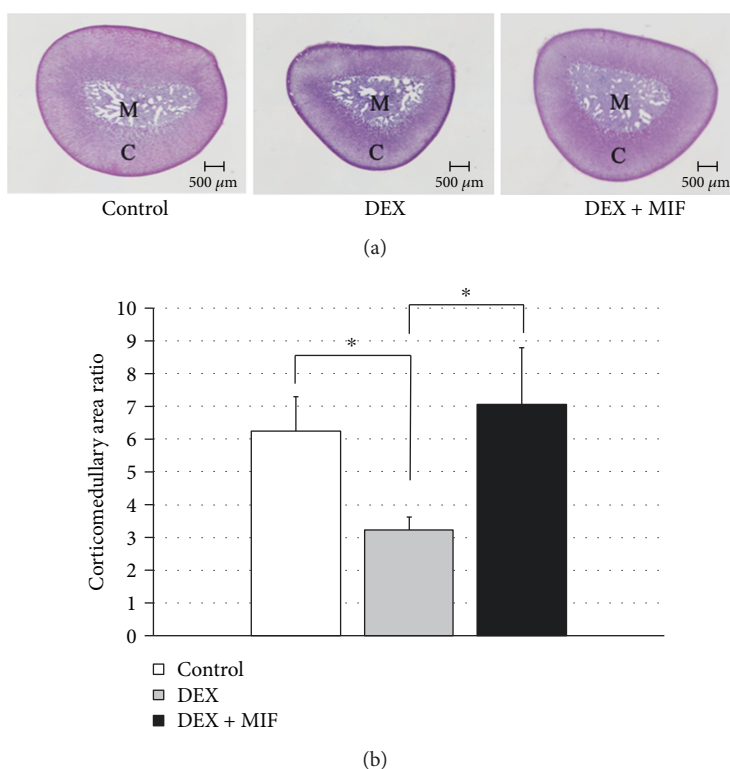 M M M
C C C
500 μm 500 μm 500 μm
Control DEX DEX + MIF
(a)
* *
10
9
8
7
6
5
4
3
2
1
0
Corticomedullary area ratio
Control
DEX
DEX + MIF
(b)